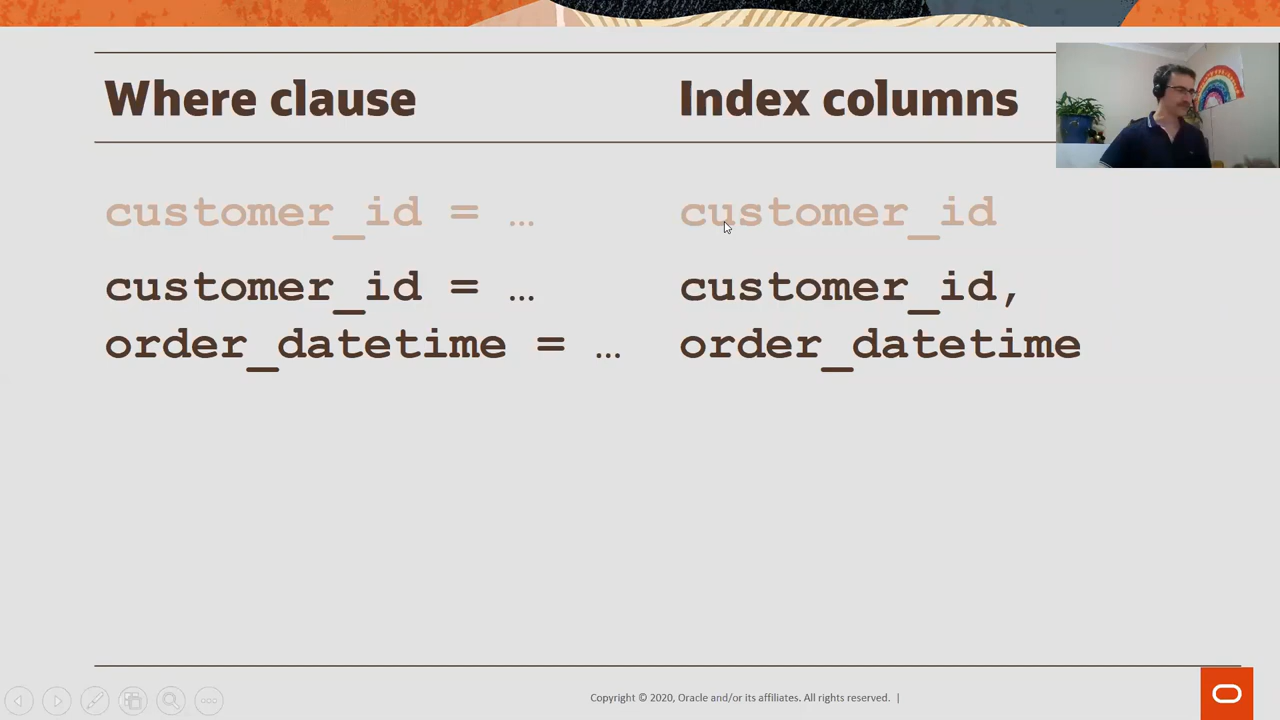 Where clause Index columns
customer_id = … customer_id
customer_id = … customer_id,
order_datetime = … order_datetime
Copyright © 2020, Oracle and/or its affiliates. All rights reserved. |